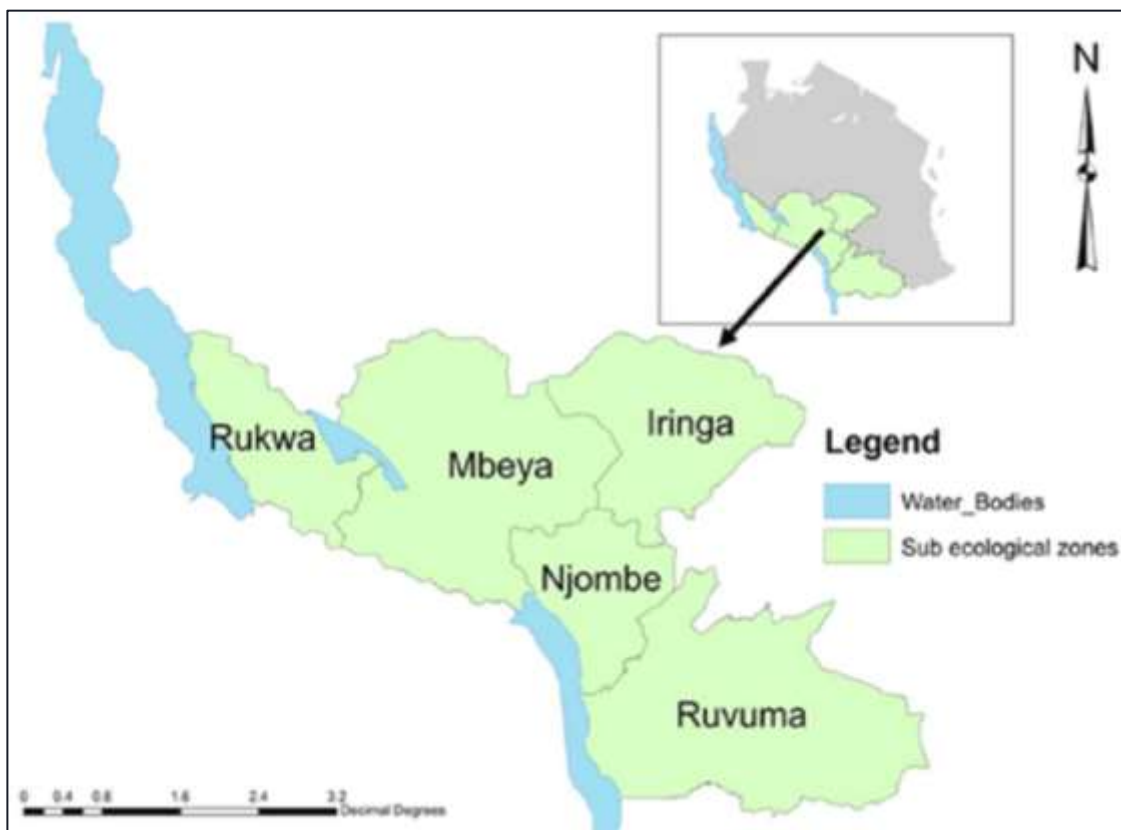 N
Rukwa
Mbeya
Iringa
Legend
Water_Bodies
Sub ecological zones
Njombe
Ruvuma
0 0.4 0.8 1.6 2.4 3.2
Decimal Degrees